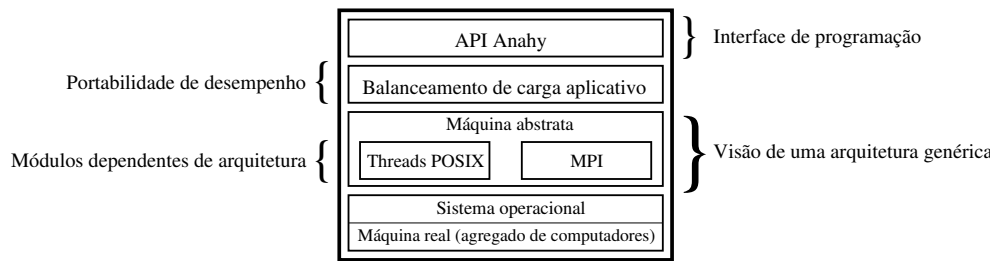 API Anahy
Interface de programação
Portabilidade de desempenho
Balanceamento de carga aplicativo
Máquina abstrata
Módulos dependentes de arquitetura
Threads POSIX
MPI
Visão de uma arquitetura genérica
Sistema operacional
Máquina real (agregado de computadores)